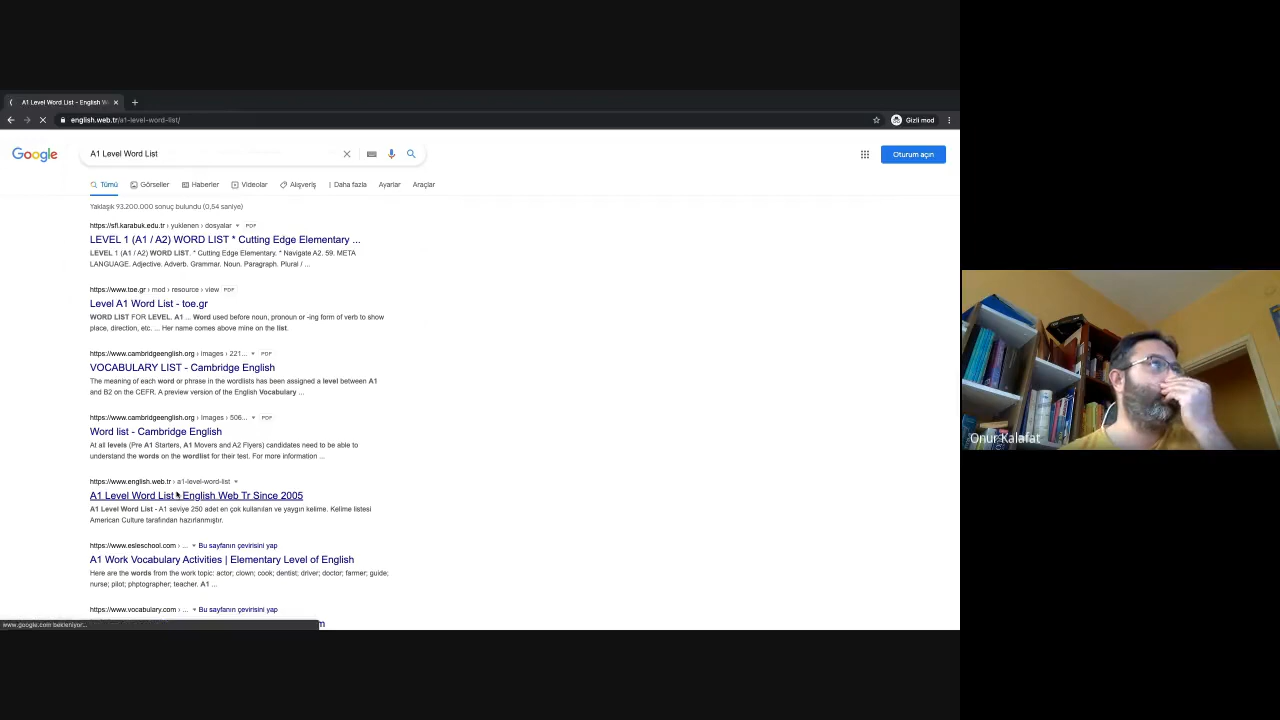 A1 Level Word List - English W
english.web.tr/a1-level-word-list/
Gizli mod
Google
A1 Level Word List
Oturum açın
Tümü Görseller Haberler Videolar Alışveriş Daha fazla Ayarlar Araçlar
Yaklaşık 93.200.000 sonuç bulundu (0,54 saniye)
https://sfl.karabuk.edu.tr › yuklenen › dosyalar PDF
LEVEL 1 (A1 / A2) WORD LIST * Cutting Edge Elementary ...
LEVEL 1 (A1 / A2) WORD LIST. * Cutting Edge Elementary. * Navigate A2. 59. META
LANGUAGE. Adjective. Adverb. Grammar. Noun. Paragraph. Plural / ...
https://www.toe.gr › mod › resource › view PDF
Level A1 Word List - toe.gr
WORD LIST FOR LEVEL. A1 ... Word used before noun, pronoun or -ing form of verb to show
place, direction, etc. ... Her name comes above mine on the list.
https://www.cambridgeenglish.org › images › 221... PDF
VOCABULARY LIST - Cambridge English
The meaning of each word or phrase in the wordlists has been assigned a level between A1
and B2 on the CEFR. A preview version of the English Vocabulary ...
https://www.cambridgeenglish.org › Images › 506... PDF
Word list - Cambridge English
At all levels (Pre A1 Starters, A1 Movers and A2 Flyers) candidates need to be able to
understand the words on the wordlist for their test. For more information ...
https://www.english.web.tr › a1-level-word-list
A1 Level Word List - English Web Tr Since 2005
A1 Level Word List - A1 seviye 250 adet en çok kullanılan ve yaygın kelime. Kelime listesi
American Culture tarafından hazırlanmıştır.
https://www.esleschool.com › ... Bu sayfanın çevirisini yap
A1 Work Vocabulary Activities | Elementary Level of English
Here are the words from the work topic: actor; clown; cook; dentist; driver; doctor; farmer; guide;
nurse; pilot; phptographer; teacher. A1 ...
https://www.vocabulary.com › ... Bu sayfanın çevirisini yap
www.google.com bekleniyor...
Onur Kalafat